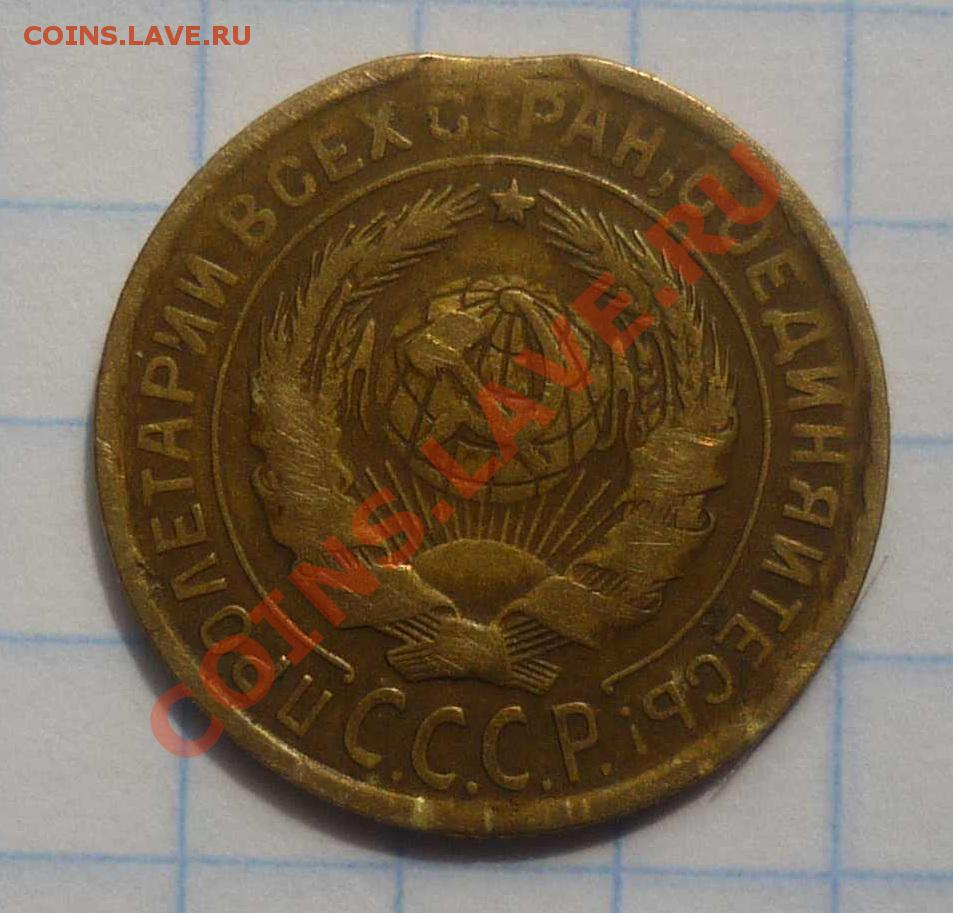 COINS.LAVE.RU
ПРОЛЕТАРИИ ВСЕХ СТРАН, СОЕДИНЯЙТЕСЬ!
С.С.С.Р.
COINS.LAVE.RU